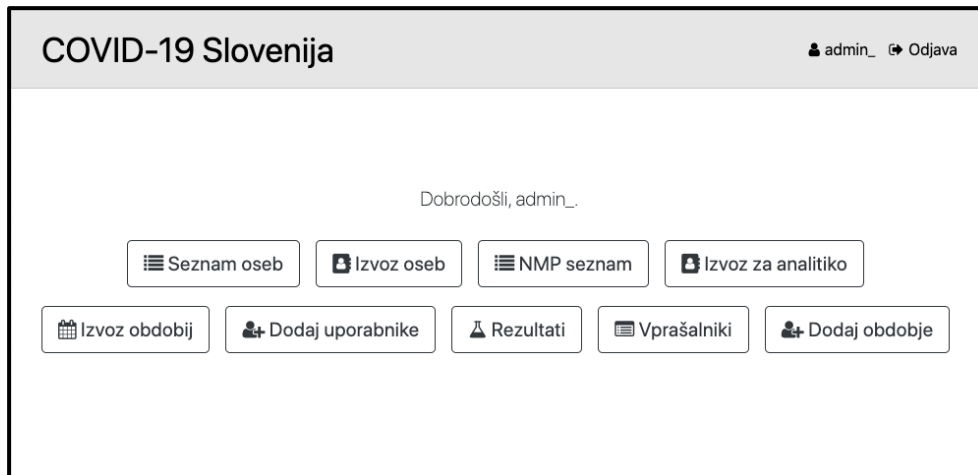 COVID-19 Slovenija
admin_ Odjava
Dobrodošli, admin_.
Seznam oseb Izvoz oseb NMP seznam Izvoz za analitiko
Izvoz obdobij Dodaj uporabnike Rezultati Vprašalniki Dodaj obdobje